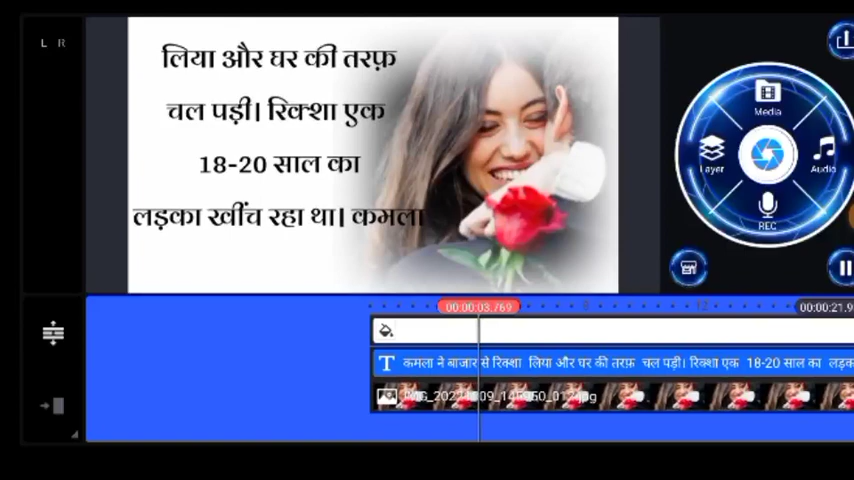 L R
लिया और घर की तरफ़
चल पड़ी। रिक्शा एक
18-20 साल का
लड़का खींच रहा था। कमला
Media
Layer
Audio
REC
00:00:03.769
00:00:21.9
T कमला ने बाजार से रिक्शा लिया और घर की तरफ़ चल पड़ी। रिक्शा एक 18-20 साल का लड़क